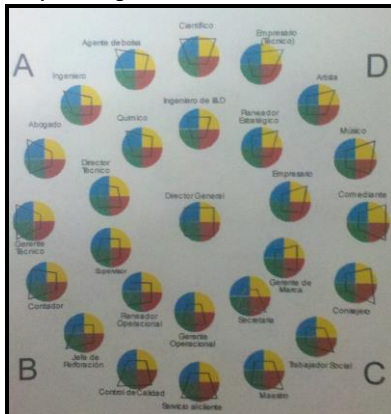 Científico
Agente de bolsa
Empresario
(Técnico)
A
D
Ingeniero
Artista
Ingeniero de I&D
Químico
Planeador
Estratégico
Abogado
Músico
Director
Técnico
Empresario
Director General
Comediante
Gerente
Técnico
Supervisor
Gerente
de Marca
Contador
Consejero
Planeador
Operacional
Secretaria
Gerente
Operacional
Jefe de
Perforación
Trabajador Social
B
C
Control de Calidad
Servicio al cliente
Maestro